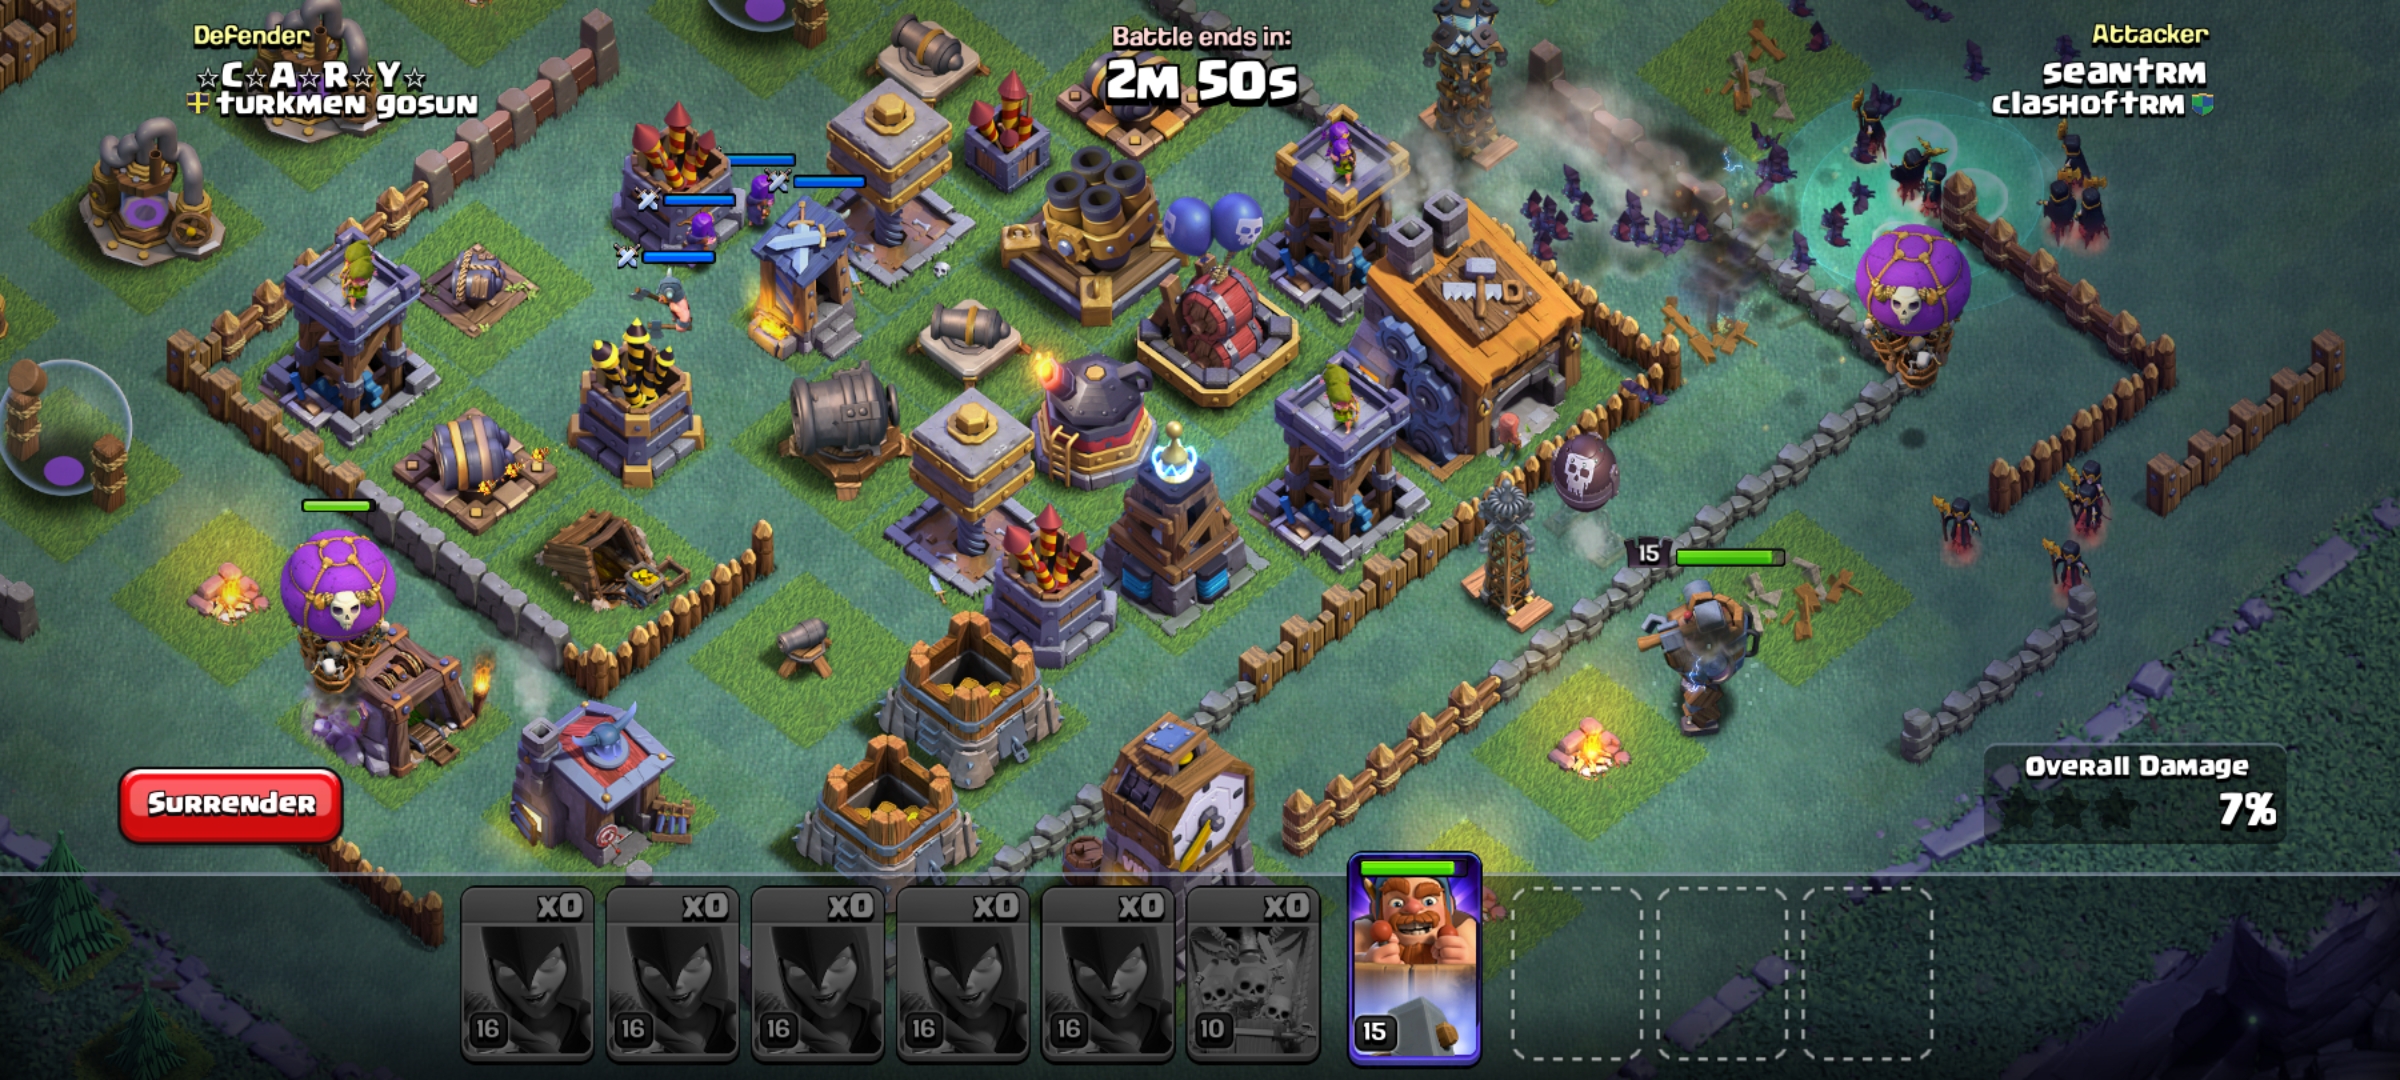 Defender
☆C☆A☆R☆Y☆
turkmen gosun
Battle ends in:
2M 50s
Attacker
seantRM
clashoftRM
15
Surrender
Overall Damage
7%
x0
x0
x0
x0
x0
x0
16
16
16
16
16
10
15